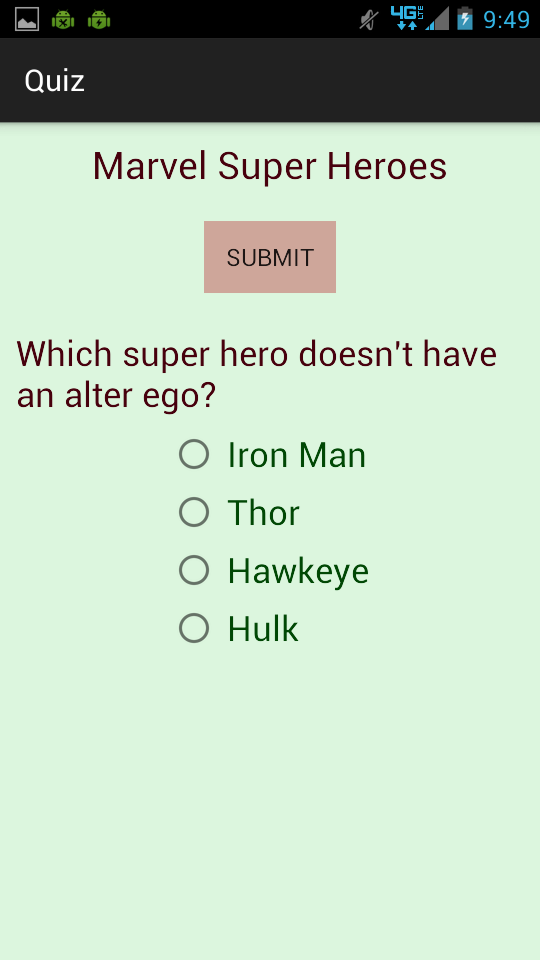 4G LTE 9:49
Quiz
Marvel Super Heroes
SUBMIT
Which super hero doesn't have
an alter ego?
Iron Man
Thor
Hawkeye
Hulk